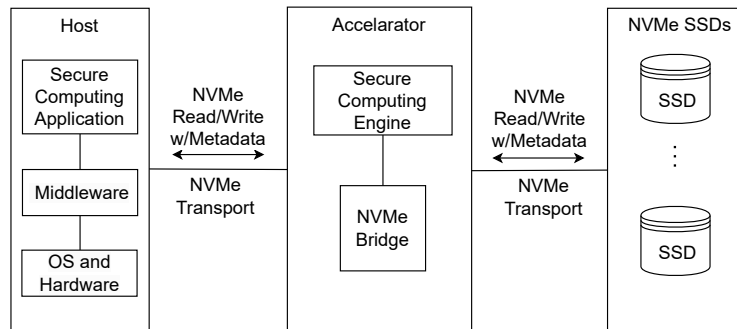 Host
Secure
Computing
Application
Middleware
OS and
Hardware
NVMe
Read/Write
w/Metadata
NVMe
Transport
Accelarator
Secure
Computing
Engine
NVMe
Bridge
NVMe
Read/Write
w/Metadata
NVMe
Transport
NVMe SSDs
SSD
SSD